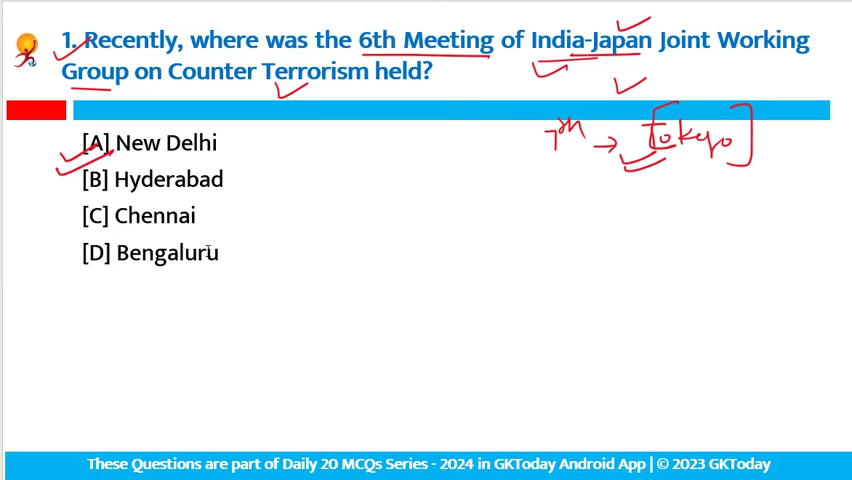 1. Recently, where was the 6th Meeting of India-Japan Joint Working
Group on Counter Terrorism held?
7th → [Tokyo]
[A] New Delhi
[B] Hyderabad
[C] Chennai
[D] Bengaluru
These Questions are part of Daily 20 MCQs Series - 2024 in GKToday Android App | © 2023 GKToday